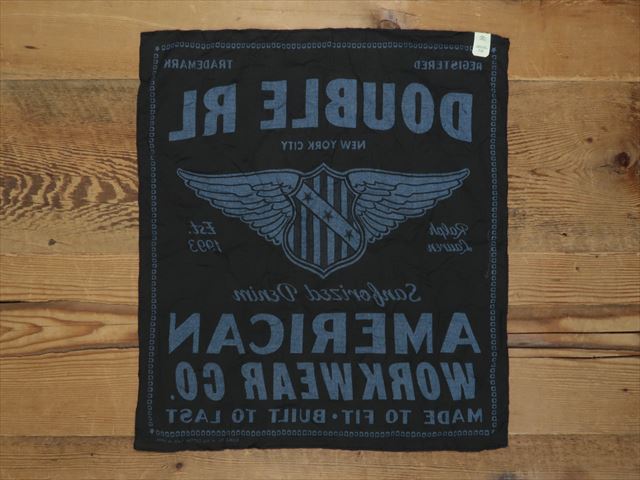 REGISTERED TRADEMARK
DOUBLE RL
NEW YORK CITY
Ralph Est.
Lauren 1993
Sanforized Denim
AMERICAN
WORKWEAR CO.
MADE TO FIT • BUILT TO LAST